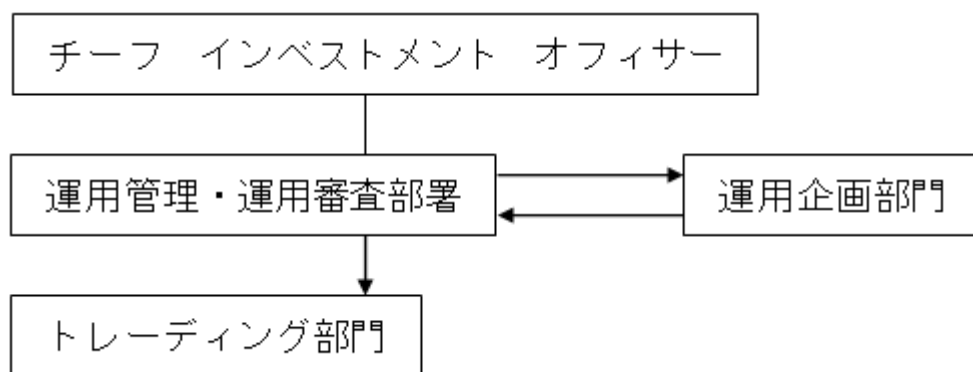 チーフ　インベストメント　オフィサー
運用管理・運用審査部署
運用企画部門
トレーディング部門